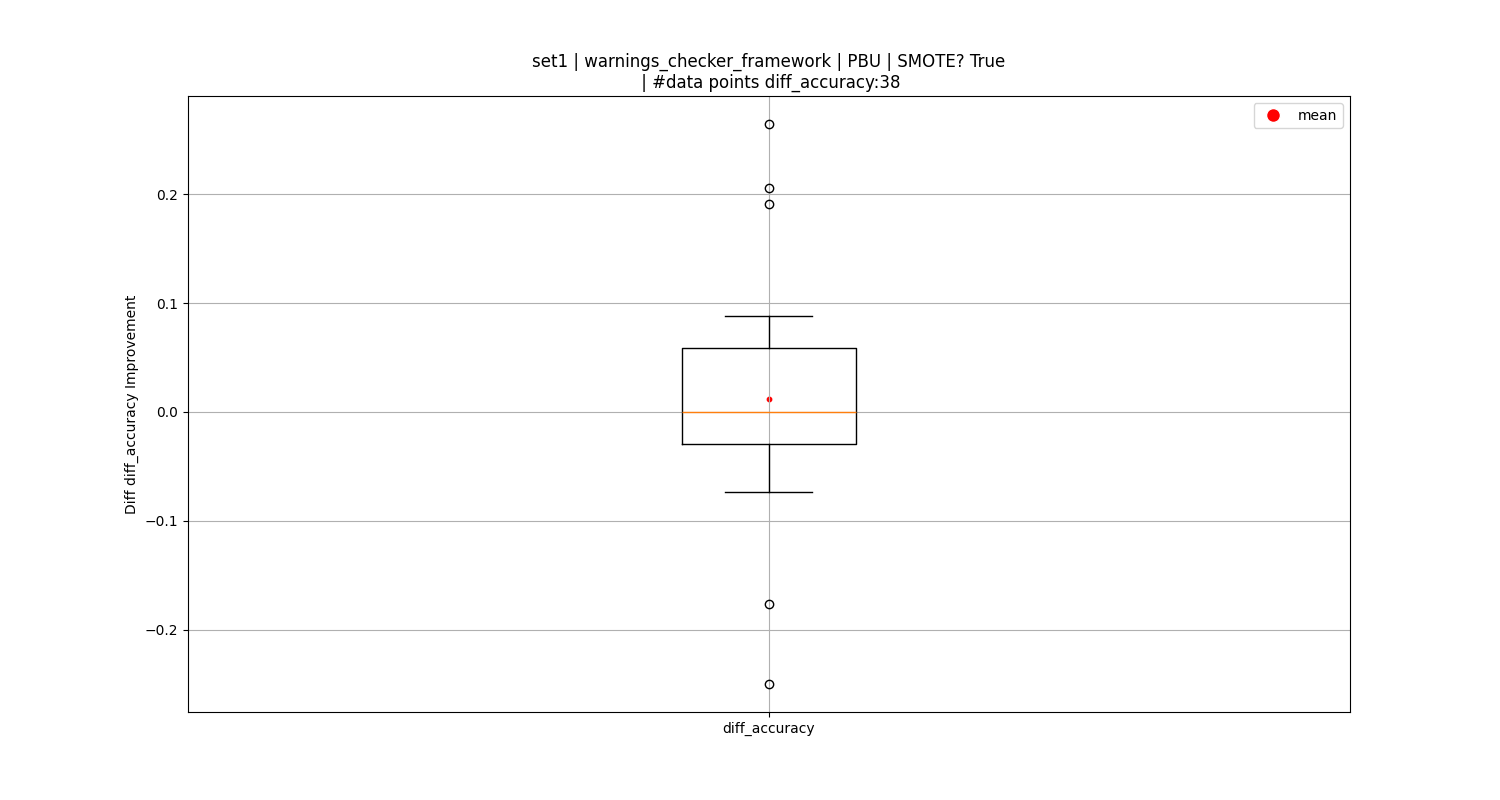 set1 | warnings_checker_framework | PBU | SMOTE? True
| #data points diff_accuracy:38
mean
0.2
0.1
0.0
−0.1
−0.2
Diff diff_accuracy Improvement
diff_accuracy